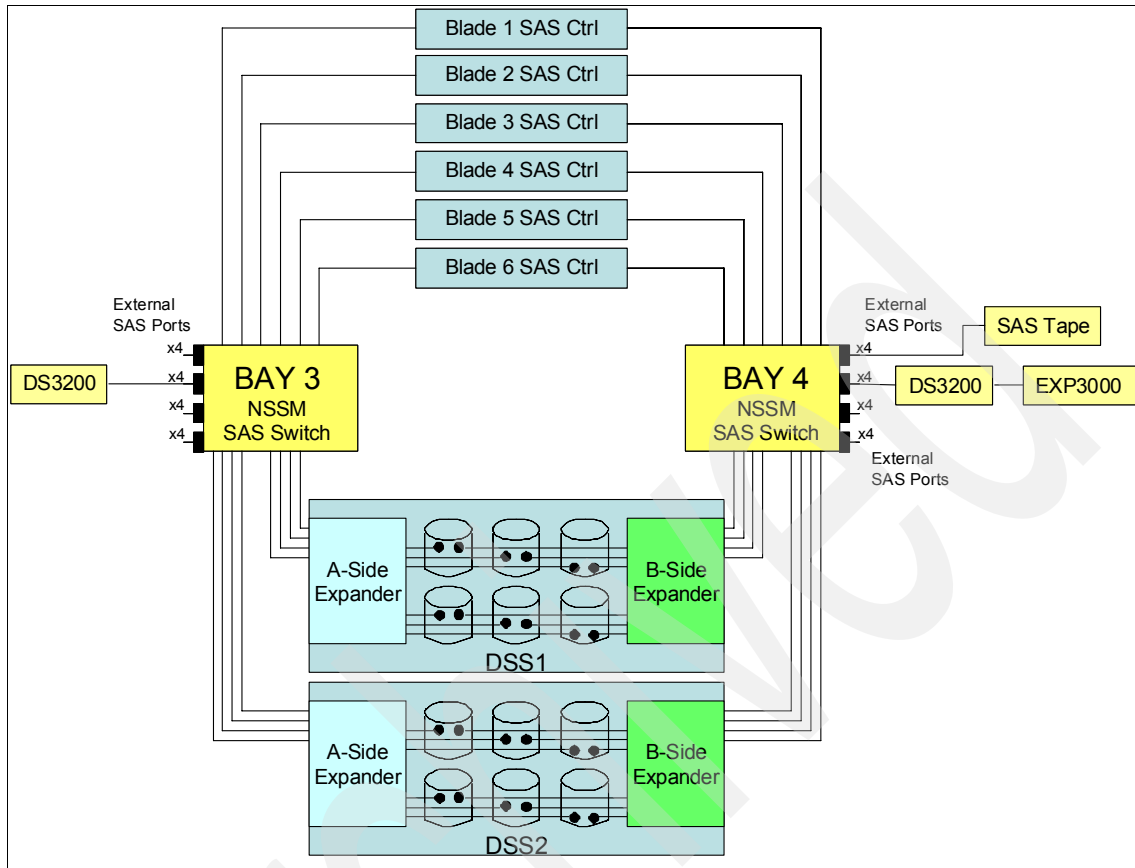 Blade 1 SAS Ctrl
Blade 2 SAS Ctrl
Blade 3 SAS Ctrl
Blade 4 SAS Ctrl
Blade 5 SAS Ctrl
Blade 6 SAS Ctrl
External
SAS Ports
x4
x4
x4
x4
DS3200
BAY 3
NSSM
SAS Switch
BAY 4
NSSM
SAS Switch
External
SAS Ports
x4
x4
x4
x4
External
SAS Ports
SAS Tape
DS3200
EXP3000
A-Side
Expander
B-Side
Expander
DSS1
A-Side
Expander
B-Side
Expander
DSS2